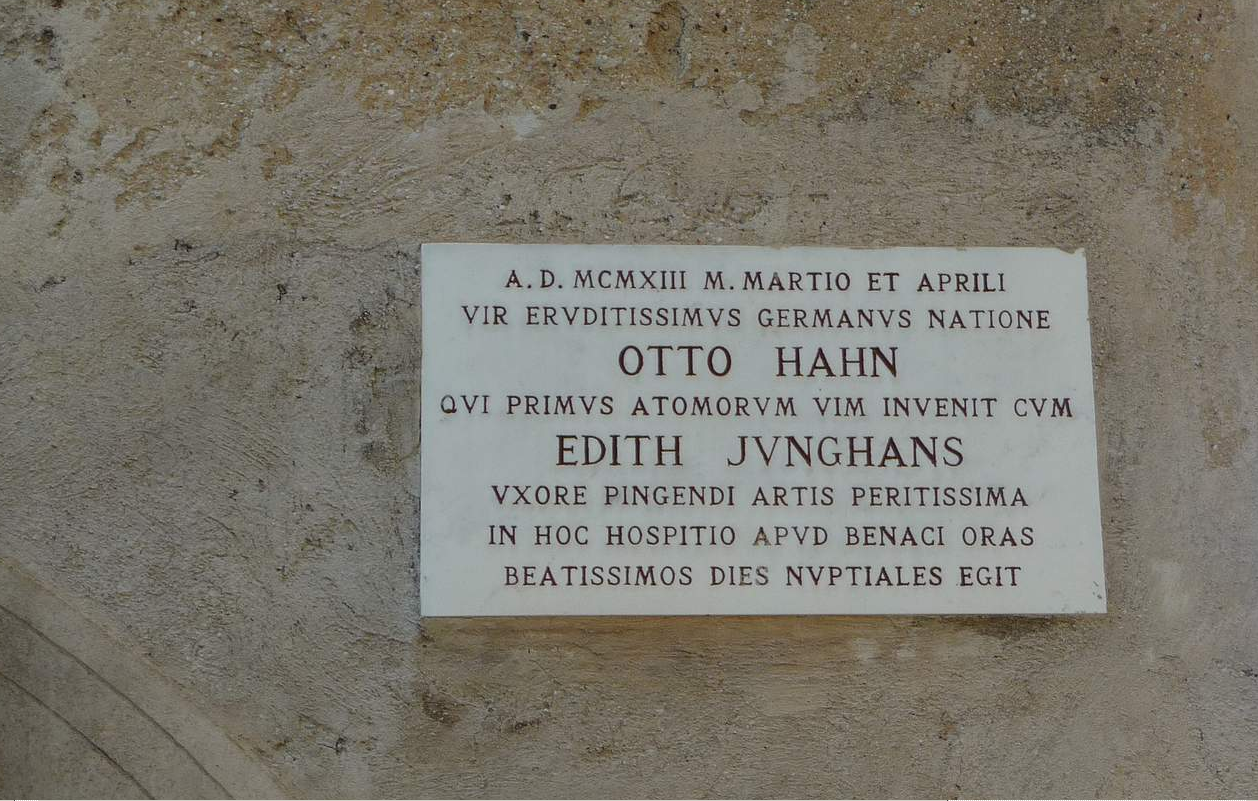 A. D. MCMXIII M. MARTIO ET APRILI
VIR ERVDITISSIMVS GERMANVS NATIONE
OTTO HAHN
QVI PRIMVS ATOMORVM VIM INVENIT CVM
EDITH JVNGHANS
VXORE PINGENDI ARTIS PERITISSIMA
IN HOC HOSPITIO APVD BENACI ORAS
BEATISSIMOS DIES NVPTIALES EGIT